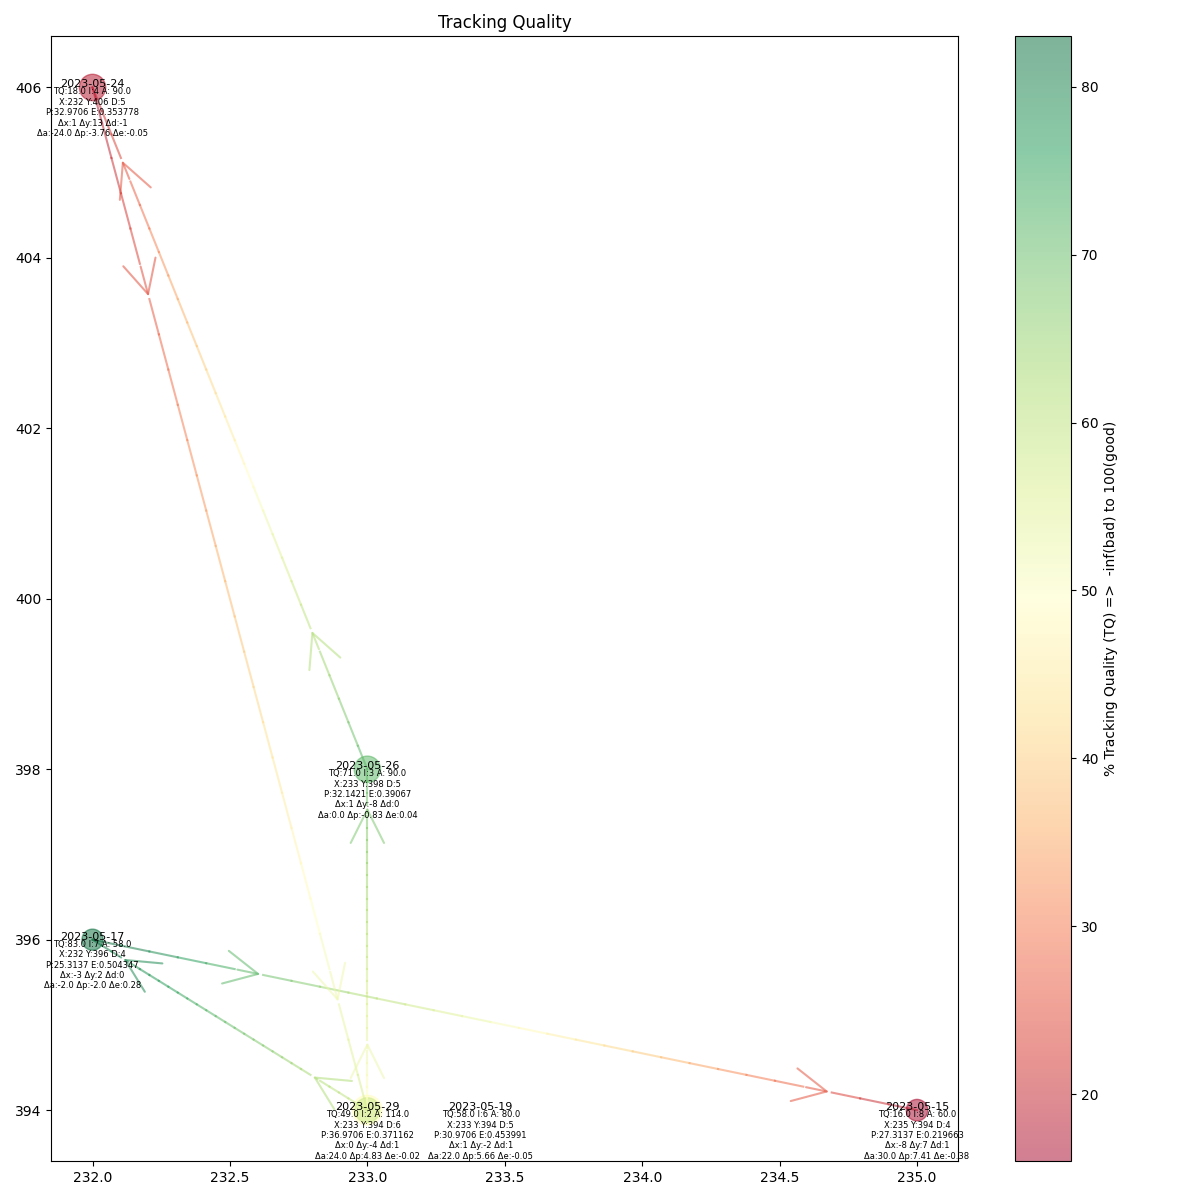 Tracking Quality
406
404
402
400
398
396
394
232.0
232.5
233.0
233.5
234.0
234.5
235.0
2023-05-24
TQ:18.0 I:4 A: 90.0
X:232 Y:406 D:5
P:32.9706 E:0.353778
Δx:1 Δy:13 Δd:-1
Δa:-24.0 Δp:-3.76 Δe:-0.05
2023-05-26
TQ:71.0 I:3 A: 90.0
X:233 Y:398 D:5
P:32.1421 E:0.39067
Δx:1 Δy:-8 Δd:0
Δa:0.0 Δp:-0.83 Δe:0.04
2023-05-17
TQ:83.0 I:7 A: 58.0
X:232 Y:396 D:4
P:25.3137 E:0.504347
Δx:-3 Δy:2 Δd:0
Δa:-2.0 Δp:-2.0 Δe:0.28
2023-05-29
TQ:49.0 I:2 A: 114.0
X:233 Y:394 D:6
P:36.9706 E:0.371162
Δx:0 Δy:-4 Δd:1
Δa:24.0 Δp:4.83 Δe:-0.02
2023-05-19
TQ:58.0 I:6 A: 80.0
X:233 Y:394 D:5
P:30.9706 E:0.453991
Δx:1 Δy:-2 Δd:1
Δa:22.0 Δp:5.66 Δe:-0.05
2023-05-15
TQ:16.0 I:8 A: 60.0
X:235 Y:394 D:4
P:27.3137 E:0.219663
Δx:-8 Δy:7 Δd:1
Δa:30.0 Δp:7.41 Δe:-0.38
80
70
60
50
40
30
20
% Tracking Quality (TQ) => -inf(bad) to 100(good)